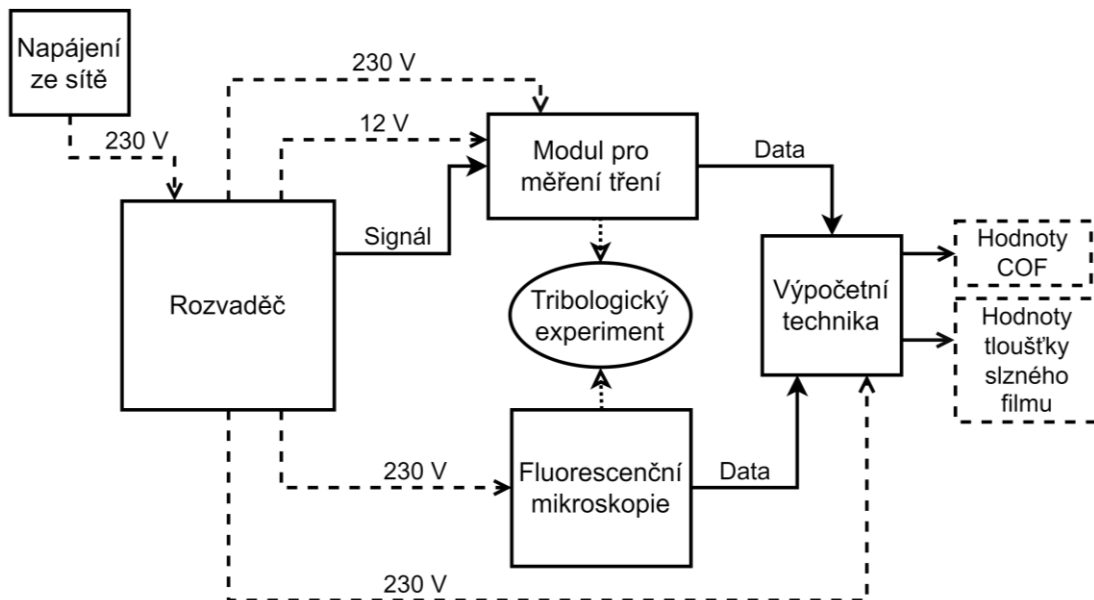 Napájení
ze sítě
230 V
230 V
12 V
Modul pro
měření tření
Data
Signál
Rozvaděč
Tribologický
experiment
Výpočetní
technika
Hodnoty
COF
Hodnoty
tloušťky
slzného
filmu
230 V
Fluorescenční
mikroskopie
Data
230 V